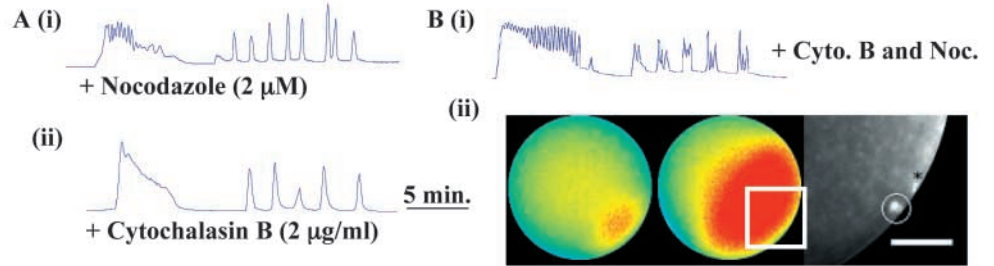 A (i)
+ Nocodazole (2 μM)
(ii)
+ Cytochalasin B (2 μg/ml)
5 min.
B (i)
+ Cyto. B and Noc.
(ii)
*